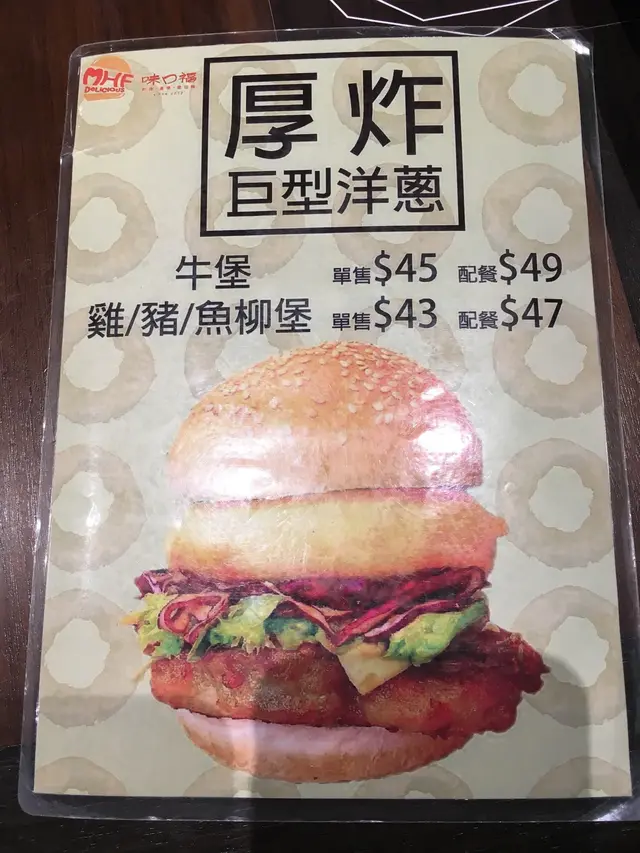 MHF
DELICIOUS
味口福
厚炸
巨型洋蔥
牛堡 單售$45 配餐$49
雞/豬/魚柳堡 單售$43 配餐$47